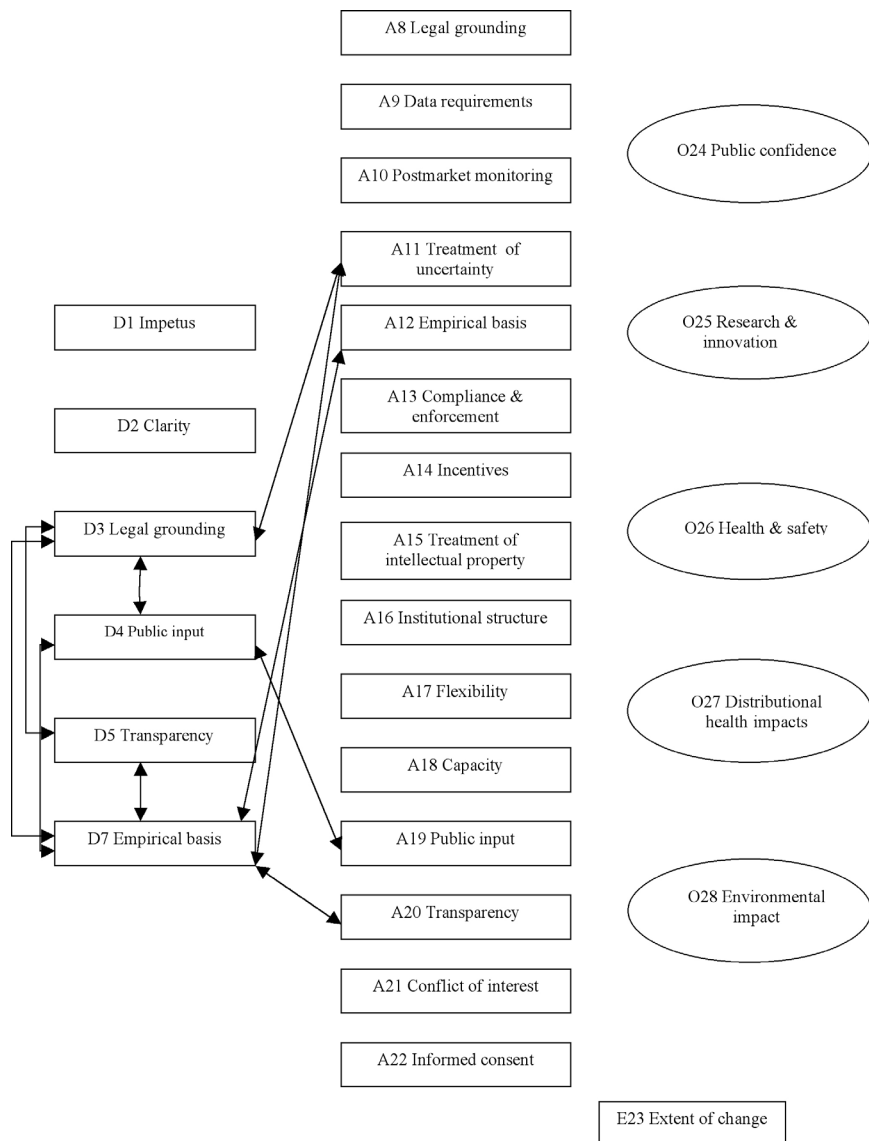 D1 Impetus
D2 Clarity
D3 Legal grounding
D4 Public input
D5 Transparency
D7 Empirical basis
A8 Legal grounding
A9 Data requirements
A10 Postmarket monitoring
A11 Treatment of
uncertainty
A12 Empirical basis
A13 Compliance &
enforcement
A14 Incentives
A15 Treatment of
intellectual property
A16 Institutional structure
A17 Flexibility
A18 Capacity
A19 Public input
A20 Transparency
A21 Conflict of interest
A22 Informed consent
E23 Extent of change
O24 Public confidence
O25 Research &
innovation
O26 Health & safety
O27 Distributional
health impacts
O28 Environmental
impact